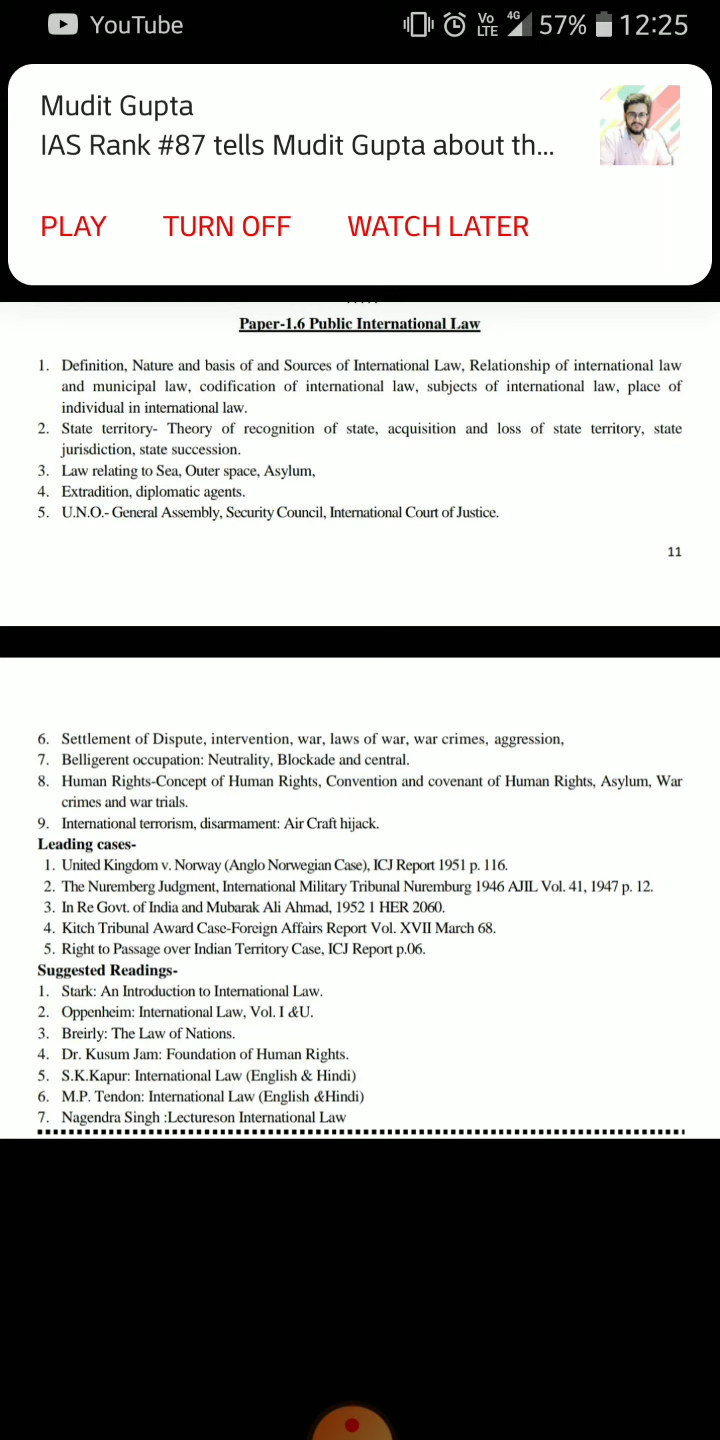 YouTube
Vo LTE 4G 57% 12:25
Mudit Gupta
IAS Rank #87 tells Mudit Gupta about th...
PLAY TURN OFF WATCH LATER
Paper-1.6 Public International Law
1. Definition, Nature and basis of and Sources of International Law, Relationship of international law
and municipal law, codification of international law, subjects of international law, place of
individual in international law.
2. State territory- Theory of recognition of state, acquisition and loss of state territory, state
jurisdiction, state succession.
3. Law relating to Sea, Outer space, Asylum,
4. Extradition, diplomatic agents.
5. U.N.O.- General Assembly, Security Council, International Court of Justice.
11
6. Settlement of Dispute, intervention, war, laws of war, war crimes, aggression,
7. Belligerent occupation: Neutrality, Blockade and central.
8. Human Rights-Concept of Human Rights, Convention and covenant of Human Rights, Asylum, War
crimes and war trials.
9. International terrorism, disarmament: Air Craft hijack.
Leading cases-
1. United Kingdom v. Norway (Anglo Norwegian Case), ICJ Report 1951 p. 116.
2. The Nuremberg Judgment, International Military Tribunal Nuremburg 1946 AJIL Vol. 41, 1947 p. 12.
3. In Re Govt. of India and Mubarak Ali Ahmad, 1952 1 HER 2060.
4. Kitch Tribunal Award Case-Foreign Affairs Report Vol. XVII March 68.
5. Right to Passage over Indian Territory Case, ICJ Report p.06.
Suggested Readings-
1. Stark: An Introduction to International Law.
2. Oppenheim: International Law, Vol. I &U.
3. Breirly: The Law of Nations.
4. Dr. Kusum Jam: Foundation of Human Rights.
5. S.K.Kapur: International Law (English & Hindi)
6. M.P. Tendon: International Law (English &Hindi)
7. Nagendra Singh :Lectureson International Law